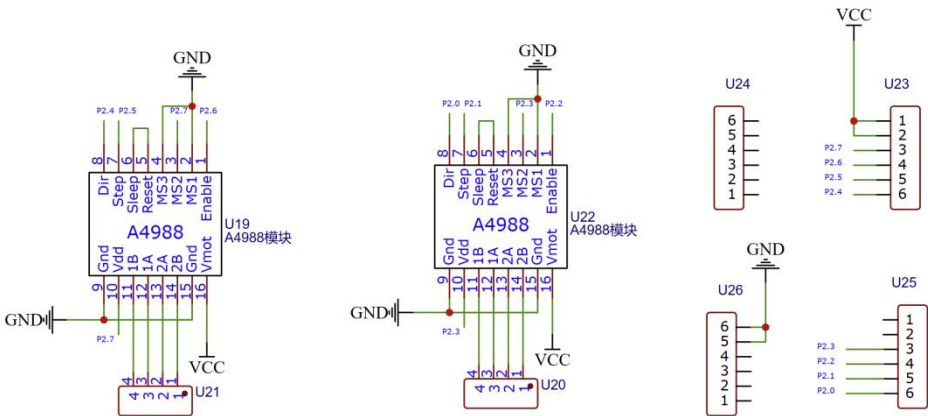 GND
P2.4 P2.5 P2.7 P2.6
8 7 6 5 4 3 2 1
Dir Step Sleep Reset MS3 MS2 MS1 Enable
A4988
U19
A4988模块
Gnd Vdd 1B 1A 2A 2B Gnd Vmot
9 10 11 12 13 14 15 16
GND
P2.7
VCC
4 3 2 1
U21
GND
P2.0 P2.1 P2.3 P2.2
8 7 6 5 4 3 2 1
Dir Step Sleep Reset MS3 MS2 MS1 Enable
A4988
U22
A4988模块
Gnd Vdd 1B 1A 2A 2B Gnd Vmot
9 10 11 12 13 14 15 16
GND
P2.3
VCC
4 3 2 1
U20
U24
6
5
4
3
2
1
VCC
U23
1
2
P2.7 3
P2.6 4
P2.5 5
P2.4 6
GND
U26
6
5
4
3
2
1
U25
1
2
P2.3 3
P2.2 4
P2.1 5
P2.0 6